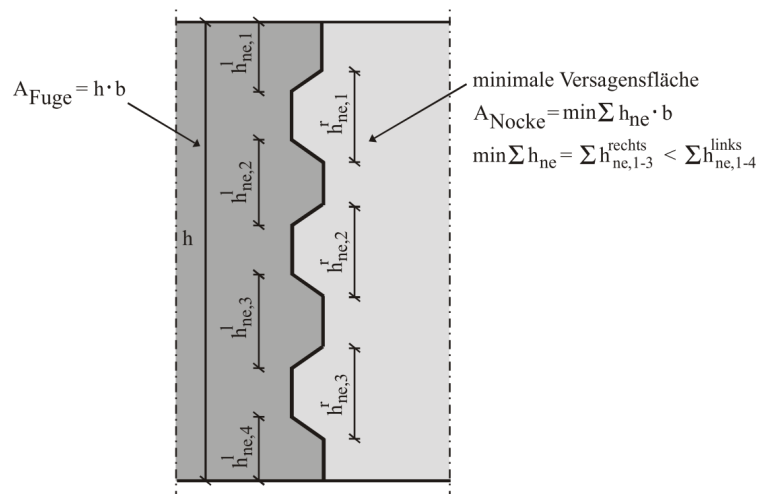 A_Fuge = h · b
h
h^l_ne,1
h^l_ne,2
h^l_ne,3
h^l_ne,4
h^r_ne,1
h^r_ne,2
h^r_ne,3
minimale Versagensfläche
A_Nocke = min Σ h_ne · b
min Σ h_ne = Σ h^rechts_ne,1-3 < Σ h^links_ne,1-4